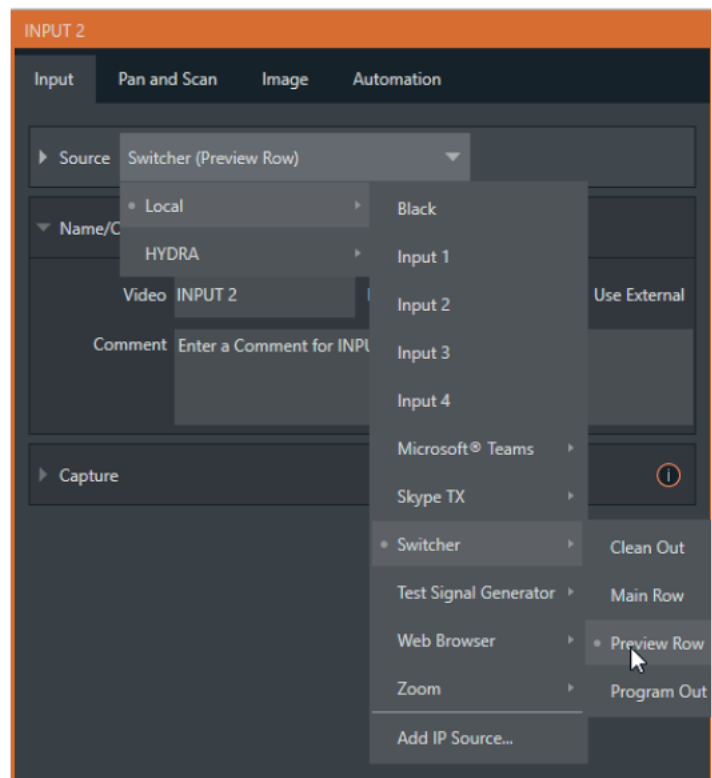 INPUT 2
Input Pan and Scan Image Automation
Source Switcher (Preview Row)
Local
HYDRA
Name/C
Video INPUT 2
Use External
Comment Enter a Comment for INPU
Capture
Black
Input 1
Input 2
Input 3
Input 4
Microsoft® Teams
Skype TX
Switcher
Test Signal Generator
Web Browser
Zoom
Add IP Source...
Clean Out
Main Row
Preview Row
Program Out